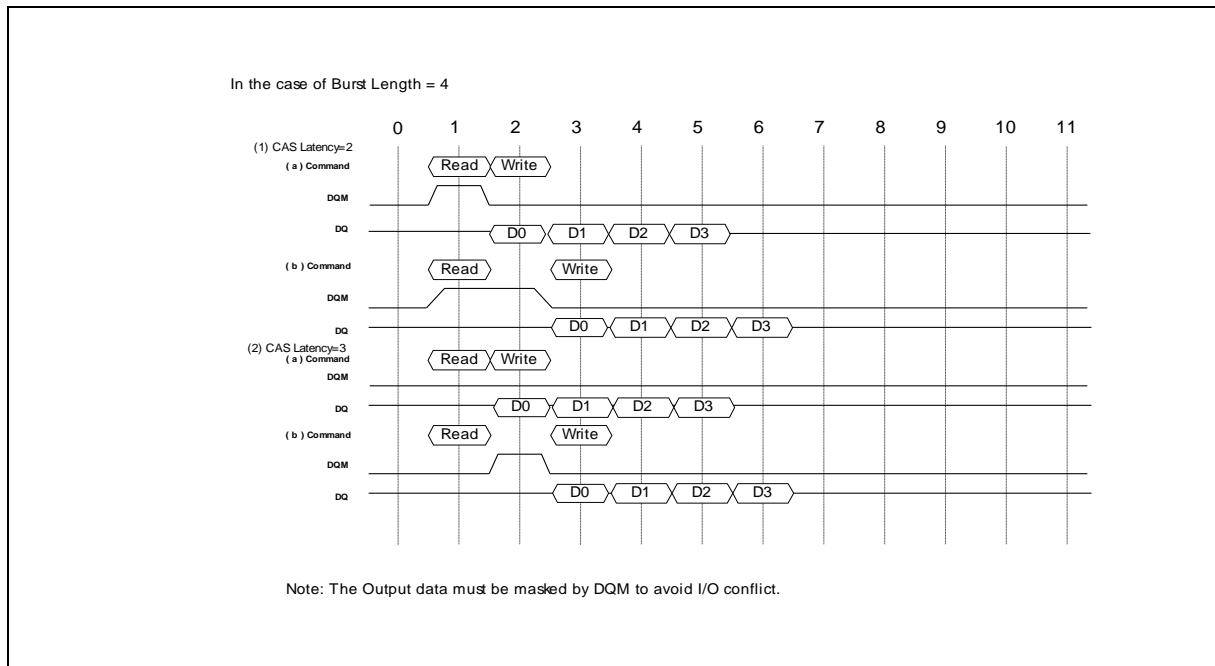 In the case of Burst Length = 4
0 1 2 3 4 5 6 7 8 9 10 11
(1) CAS Latency=2
( a ) Command Read Write
DQM
DQ D0 D1 D2 D3
( b ) Command Read Write
DQM
DQ D0 D1 D2 D3
(2) CAS Latency=3
( a ) Command Read Write
DQM
DQ D0 D1 D2 D3
( b ) Command Read Write
DQM
DQ D0 D1 D2 D3
Note: The Output data must be masked by DQM to avoid I/O conflict.